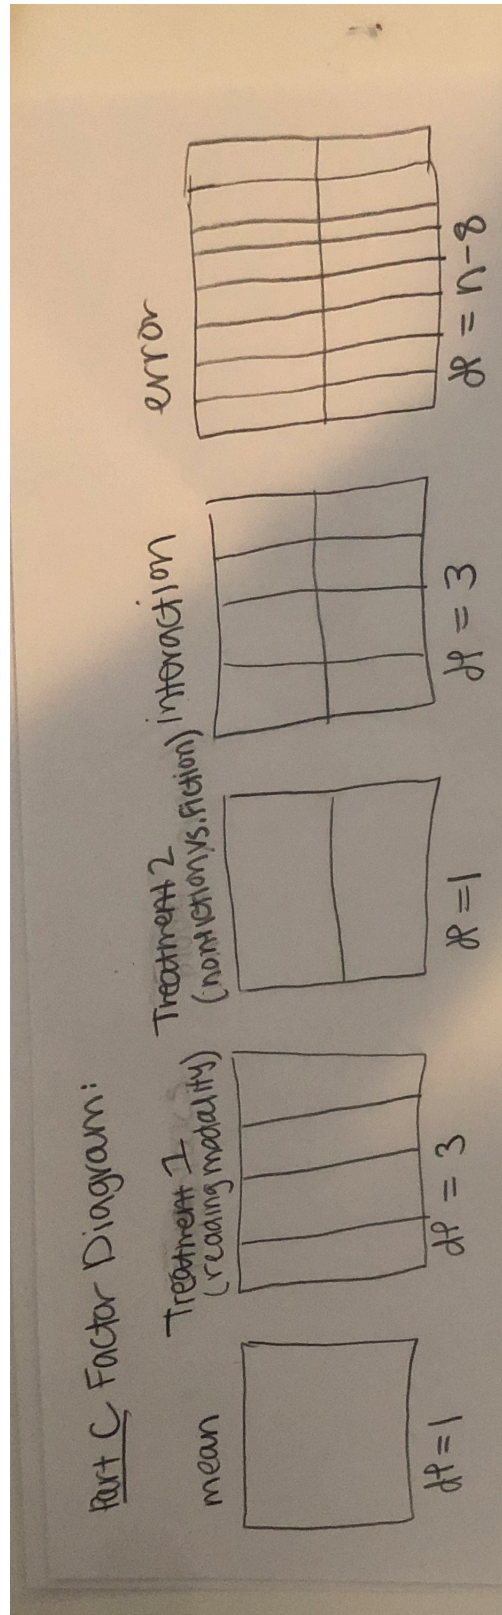 Part C Factor Diagram:
mean
Treatment 1
(reading modality)
Treatment 2
(nonfiction vs. fiction)
interaction
error
df = 1
df = 3
df = 1
df = 3
df = n-8